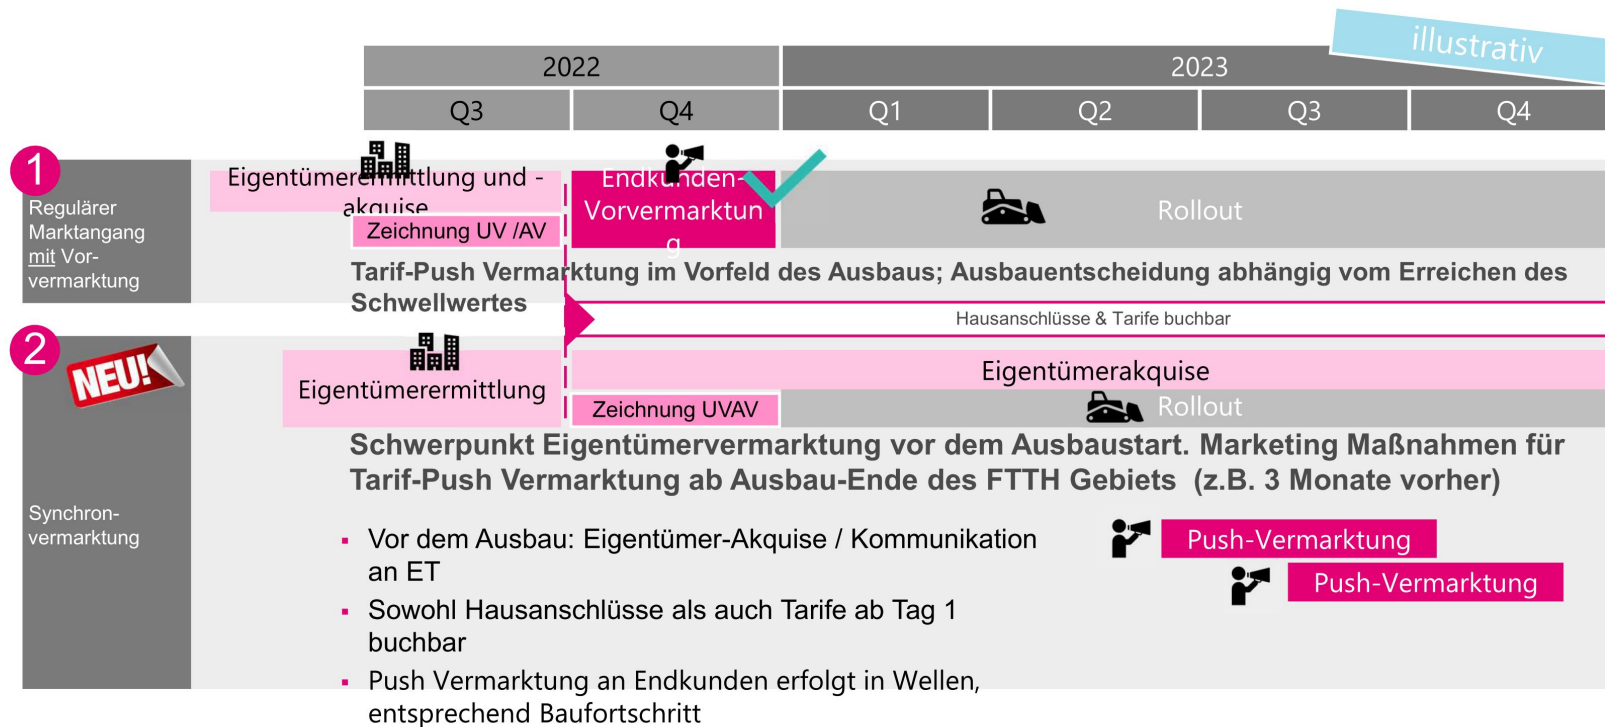 illustrativ
2022
2023
Q3
Q4
Q1
Q2
Q3
Q4
1
Regulärer
Marktangang
mit Vor-
vermarktung
Eigentümerermittlung und -
akquise
Zeichnung UV /AV
Endkunden-
Vorvermarktun
g
Rollout
Tarif-Push Vermarktung im Vorfeld des Ausbaus; Ausbauentscheidung abhängig vom Erreichen des
Schwellwertes
Hausanschlüsse & Tarife buchbar
2
NEU!
Synchron-
vermarktung
Eigentümerermittlung
Eigentümerakquise
Zeichnung UVAV
Rollout
Schwerpunkt Eigentümervermarktung vor dem Ausbaustart. Marketing Maßnahmen für
Tarif-Push Vermarktung ab Ausbau-Ende des FTTH Gebiets (z.B. 3 Monate vorher)
▪ Vor dem Ausbau: Eigentümer-Akquise / Kommunikation
an ET
▪ Sowohl Hausanschlüsse als auch Tarife ab Tag 1
buchbar
▪ Push Vermarktung an Endkunden erfolgt in Wellen,
entsprechend Baufortschritt
Push-Vermarktung
Push-Vermarktung